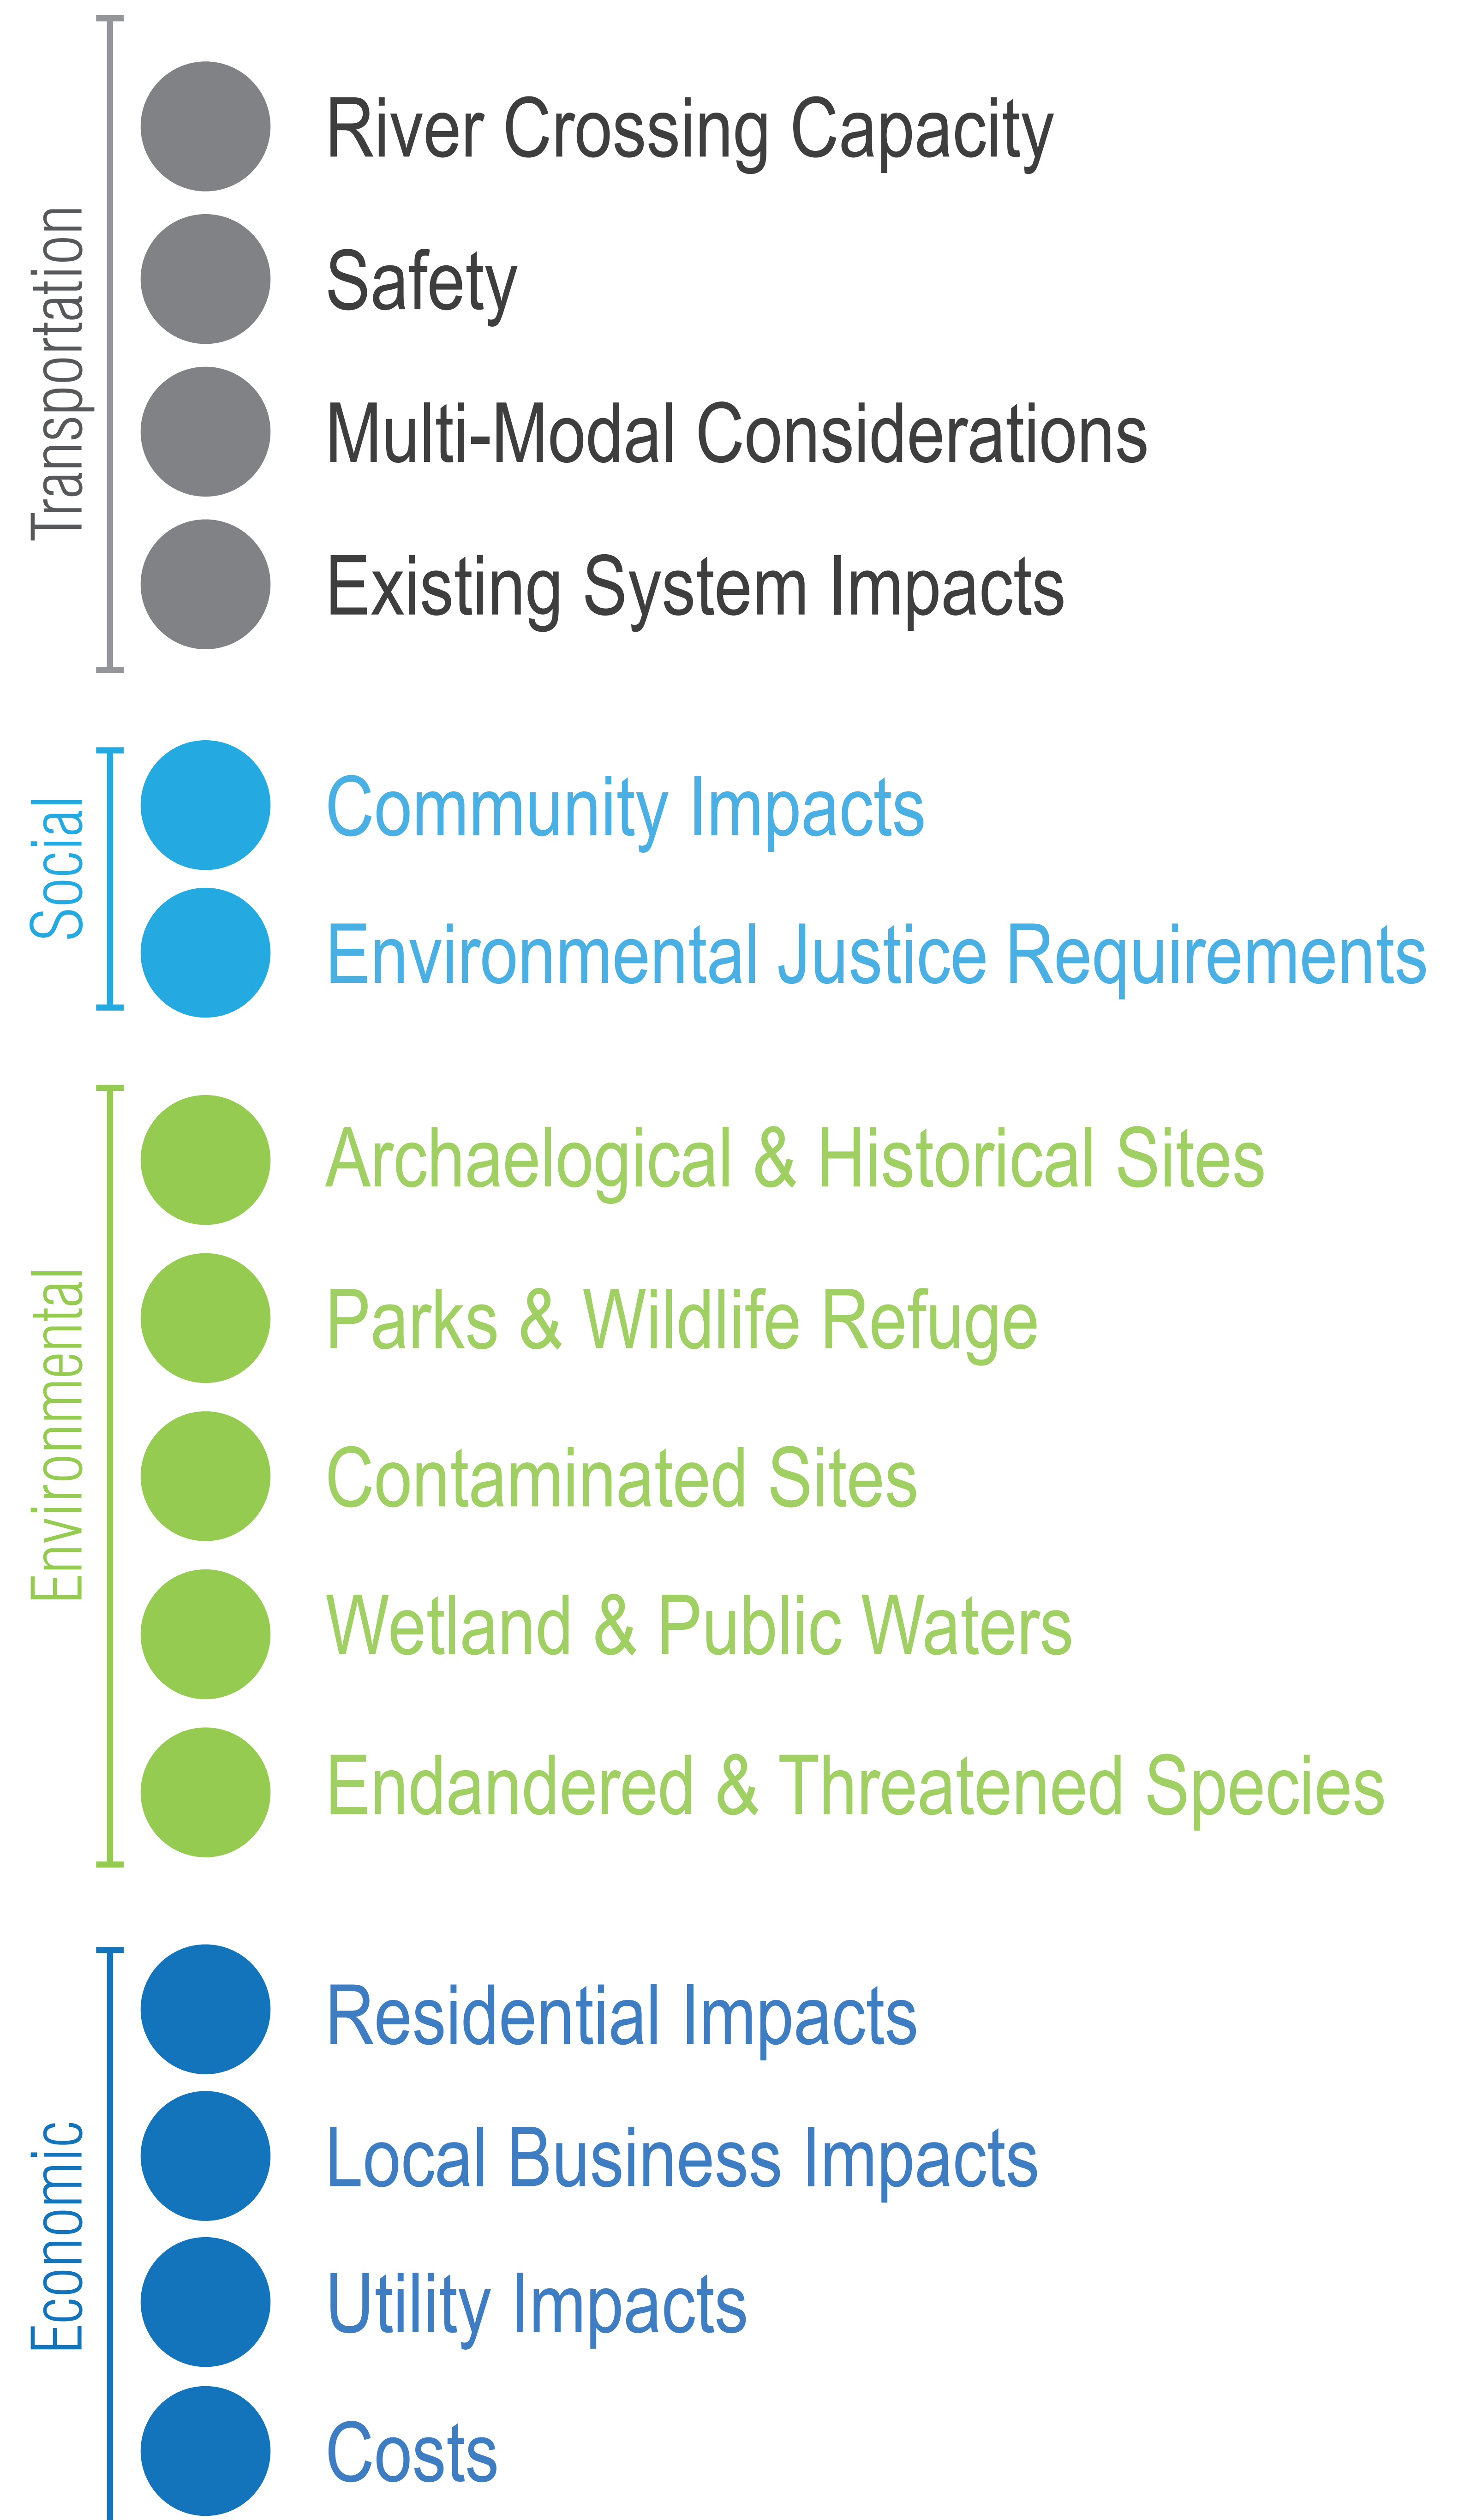 Transportation
River Crossing Capacity
Safety
Multi-Modal Considerations
Existing System Impacts
Social
Community Impacts
Environmental Justice Requirements
Environmental
Archaelogical & Historical Sites
Parks & Wildlife Refuge
Contaminated Sites
Wetland & Public Waters
Endandered & Threatened Species
Economic
Residential Impacts
Local Business Impacts
Utility Impacts
Costs